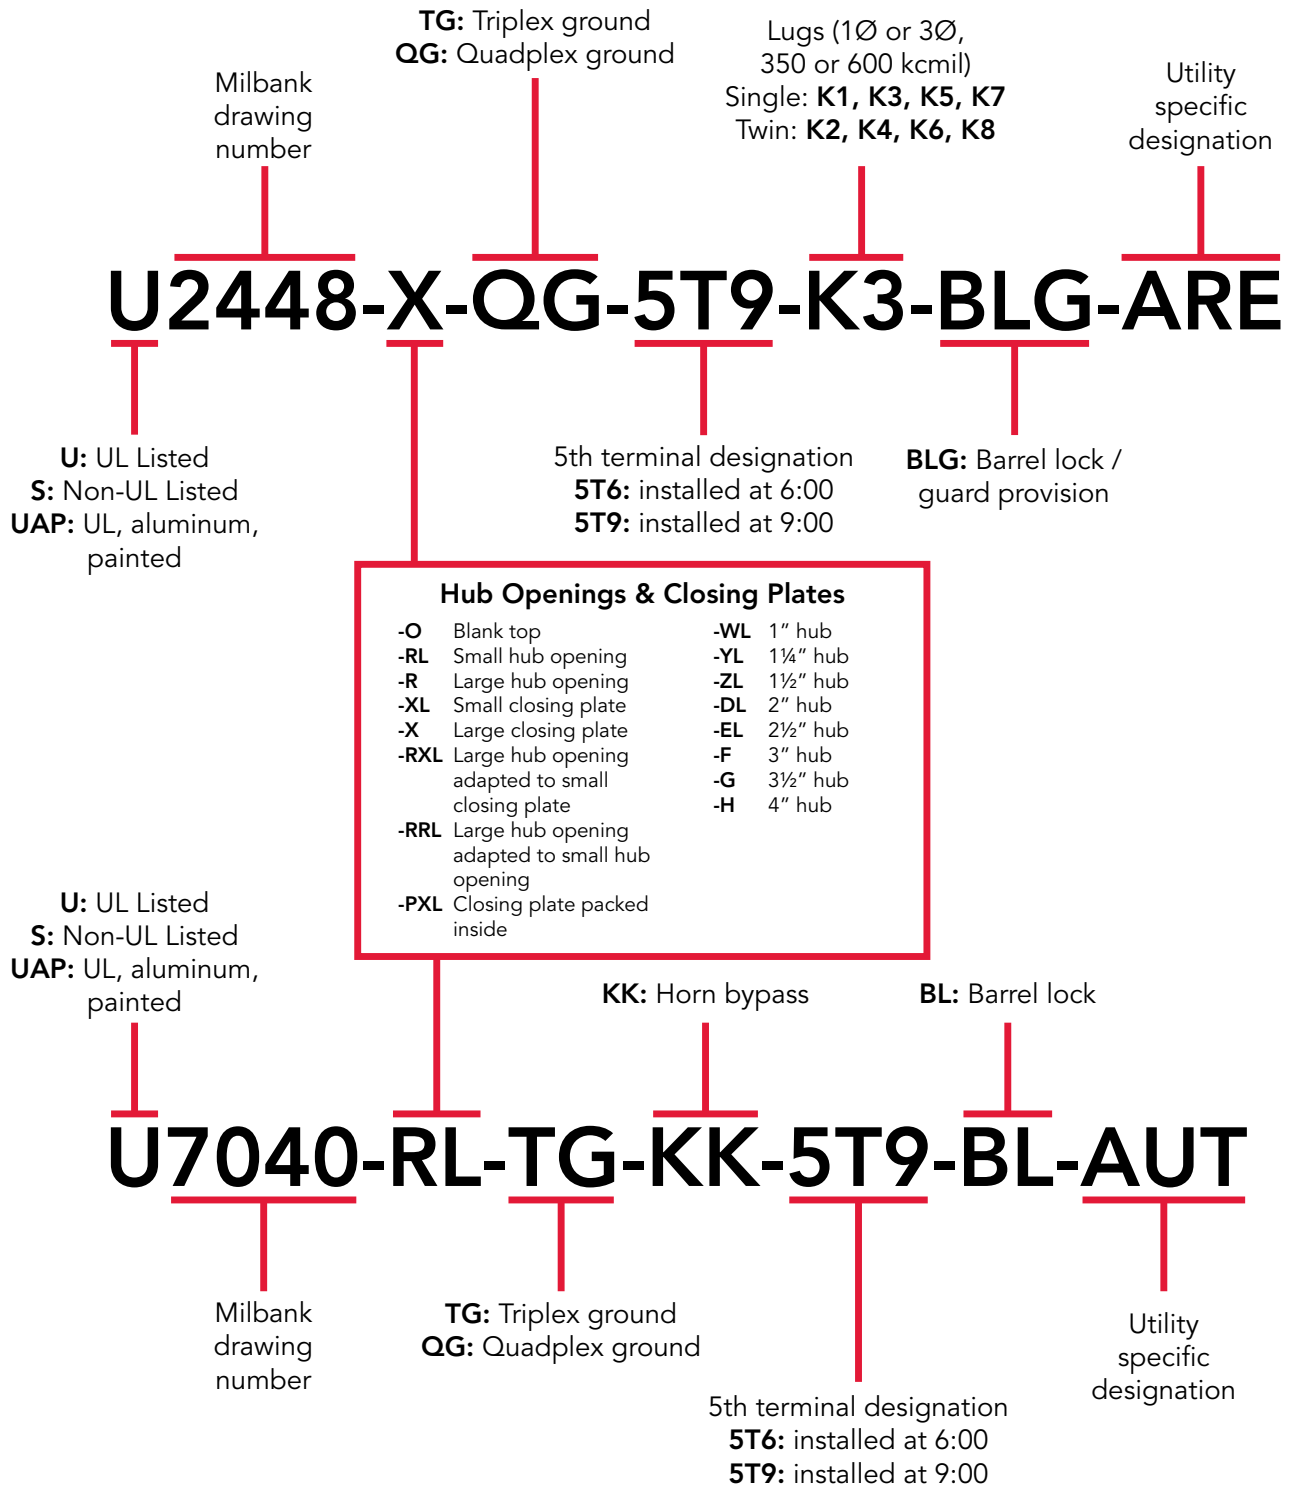 TG: Triplex ground
QG: Quadplex ground
Lugs (1Ø or 3Ø,
350 or 600 kcmil)
Single: K1, K3, K5, K7
Twin: K2, K4, K6, K8
Utility
specific
designation
Milbank
drawing
number
U2448-X-QG-5T9-K3-BLG-ARE
U: UL Listed
S: Non-UL Listed
UAP: UL, aluminum,
painted
5th terminal designation
5T6: installed at 6:00
5T9: installed at 9:00
BLG: Barrel lock /
guard provision
Hub Openings & Closing Plates
-O Blank top
-RL Small hub opening
-R Large hub opening
-XL Small closing plate
-X Large closing plate
-RXL Large hub opening
adapted to small
closing plate
-RRL Large hub opening
adapted to small hub
opening
-PXL Closing plate packed
inside
-WL 1” hub
-YL 1¼” hub
-ZL 1½” hub
-DL 2” hub
-EL 2½” hub
-F 3” hub
-G 3½” hub
-H 4” hub
U: UL Listed
S: Non-UL Listed
UAP: UL, aluminum,
painted
KK: Horn bypass
BL: Barrel lock
U7040-RL-TG-KK-5T9-BL-AUT
Milbank
drawing
number
TG: Triplex ground
QG: Quadplex ground
5th terminal designation
5T6: installed at 6:00
5T9: installed at 9:00
Utility
specific
designation